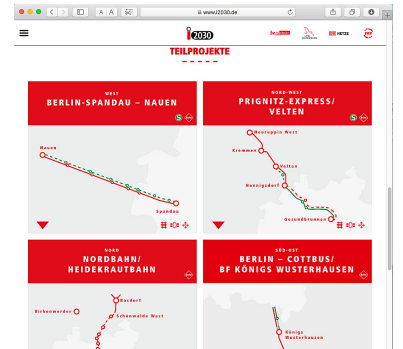 www.i2030.de
i2030
NETZE
VBB
TEILPROJEKTE
WEST
BERLIN-SPANDAU – NAUEN
S
Nauen
Spandau
NORD-WEST
PRIGNITZ-EXPRESS/
VELTEN
S
Neuruppin West
Kremmen
Velten
Hennigsdorf
Gesundbrunnen
NORD
NORDBAHN/
HEIDEKRAUTBAHN
Basdorf
Birkenwerder
Schönwalde West
SÜD-OST
BERLIN – COTTBUS/
BF KÖNIGS WUSTERHAUSEN
Königs
Wusterhausen